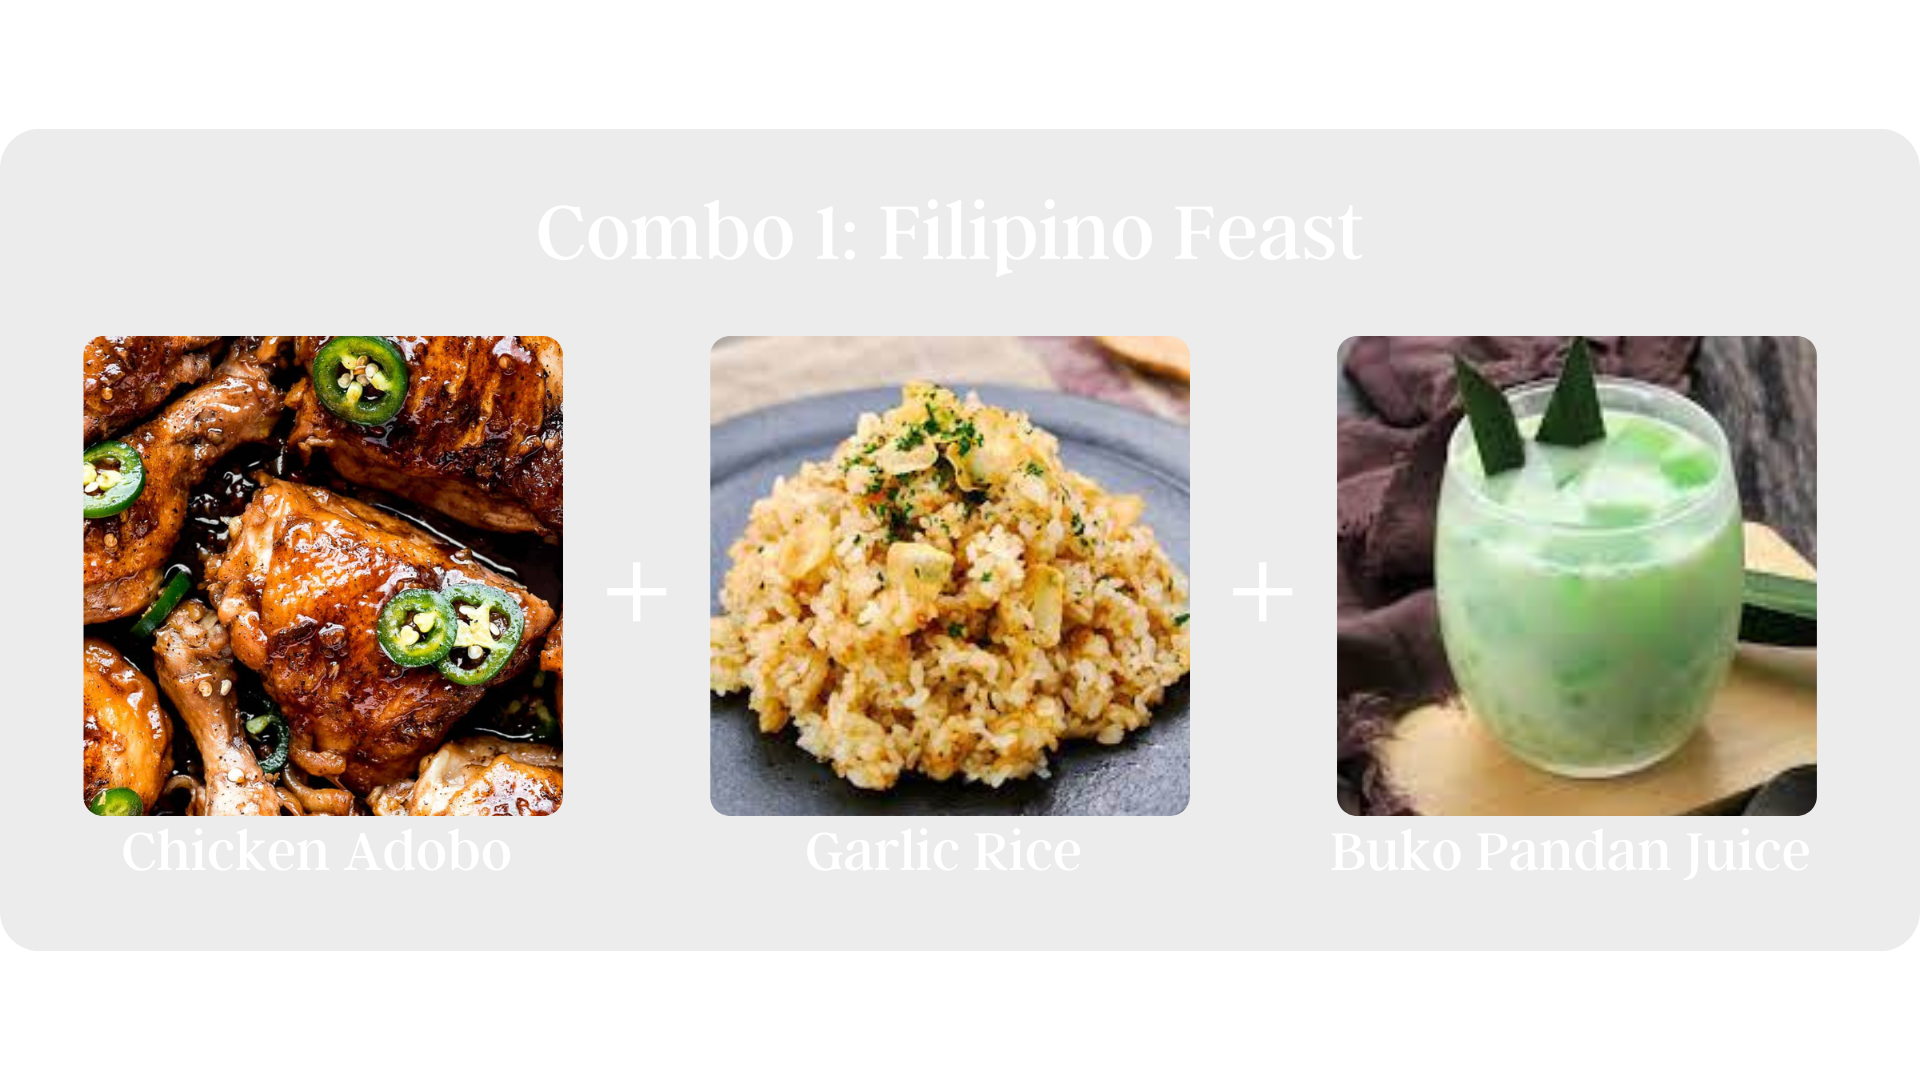 Combo 1: Filipino Feast
+
+
Chicken Adobo
Garlic Rice
Buko Pandan Juice